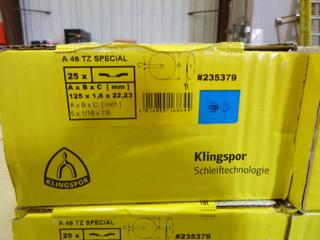 A 46 TZ SPECIAL
25 x
#235379
A x B x C [ mm ]
125 x 1,6 x 22,23
A x B x C [ inch ]
5 x 1/16 x 7/8
KLINGSPOR
Klingspor
Schleiftechnologie
A 46 TZ SPECIAL
25 x
#235379